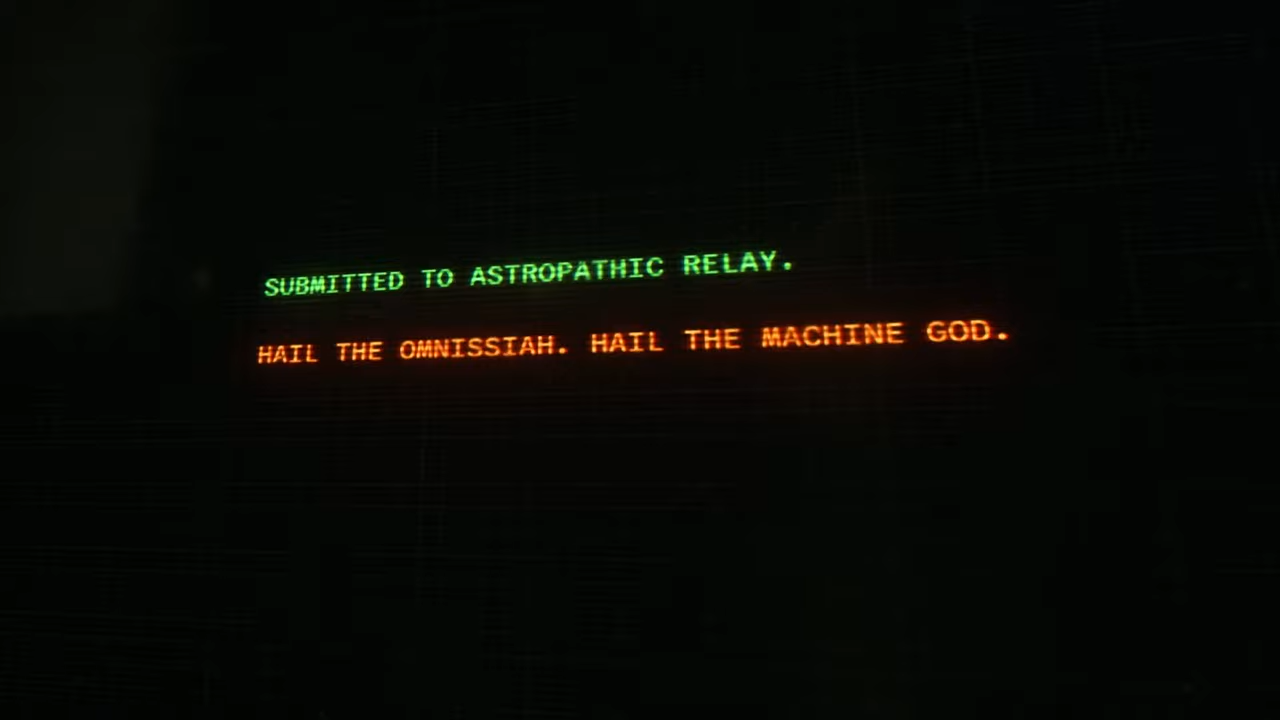 SUBMITTED TO ASTROPATHIC RELAY.
HAIL THE OMNISSIAH. HAIL THE MACHINE GOD.